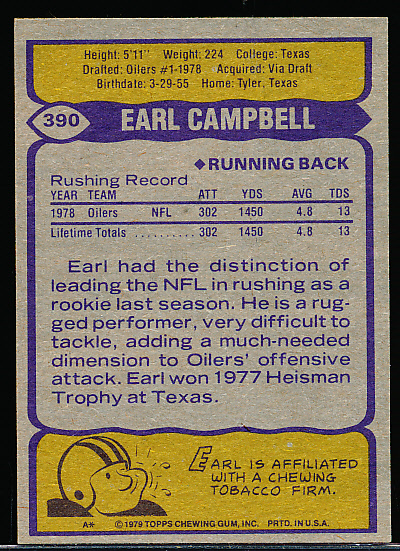 Height: 5'11" Weight: 224 College: Texas
Drafted: Oilers #1-1978 Acquired: Via Draft
Birthdate: 3-29-55 Home: Tyler, Texas
390 EARL CAMPBELL
◆RUNNING BACK
Rushing Record
YEAR TEAM ATT YDS AVG TDS
1978 Oilers NFL 302 1450 4.8 13
Lifetime Totals .......... 302 1450 4.8 13
Earl had the distinction of
leading the NFL in rushing as a
rookie last season. He is a rug-
ged performer, very difficult to
tackle, adding a much-needed
dimension to Oilers' offensive
attack. Earl won 1977 Heisman
Trophy at Texas.
EARL IS AFFILIATED
WITH A CHEWING
TOBACCO FIRM.
A* © 1979 TOPPS CHEWING GUM, INC. PRTD. IN U.S.A.